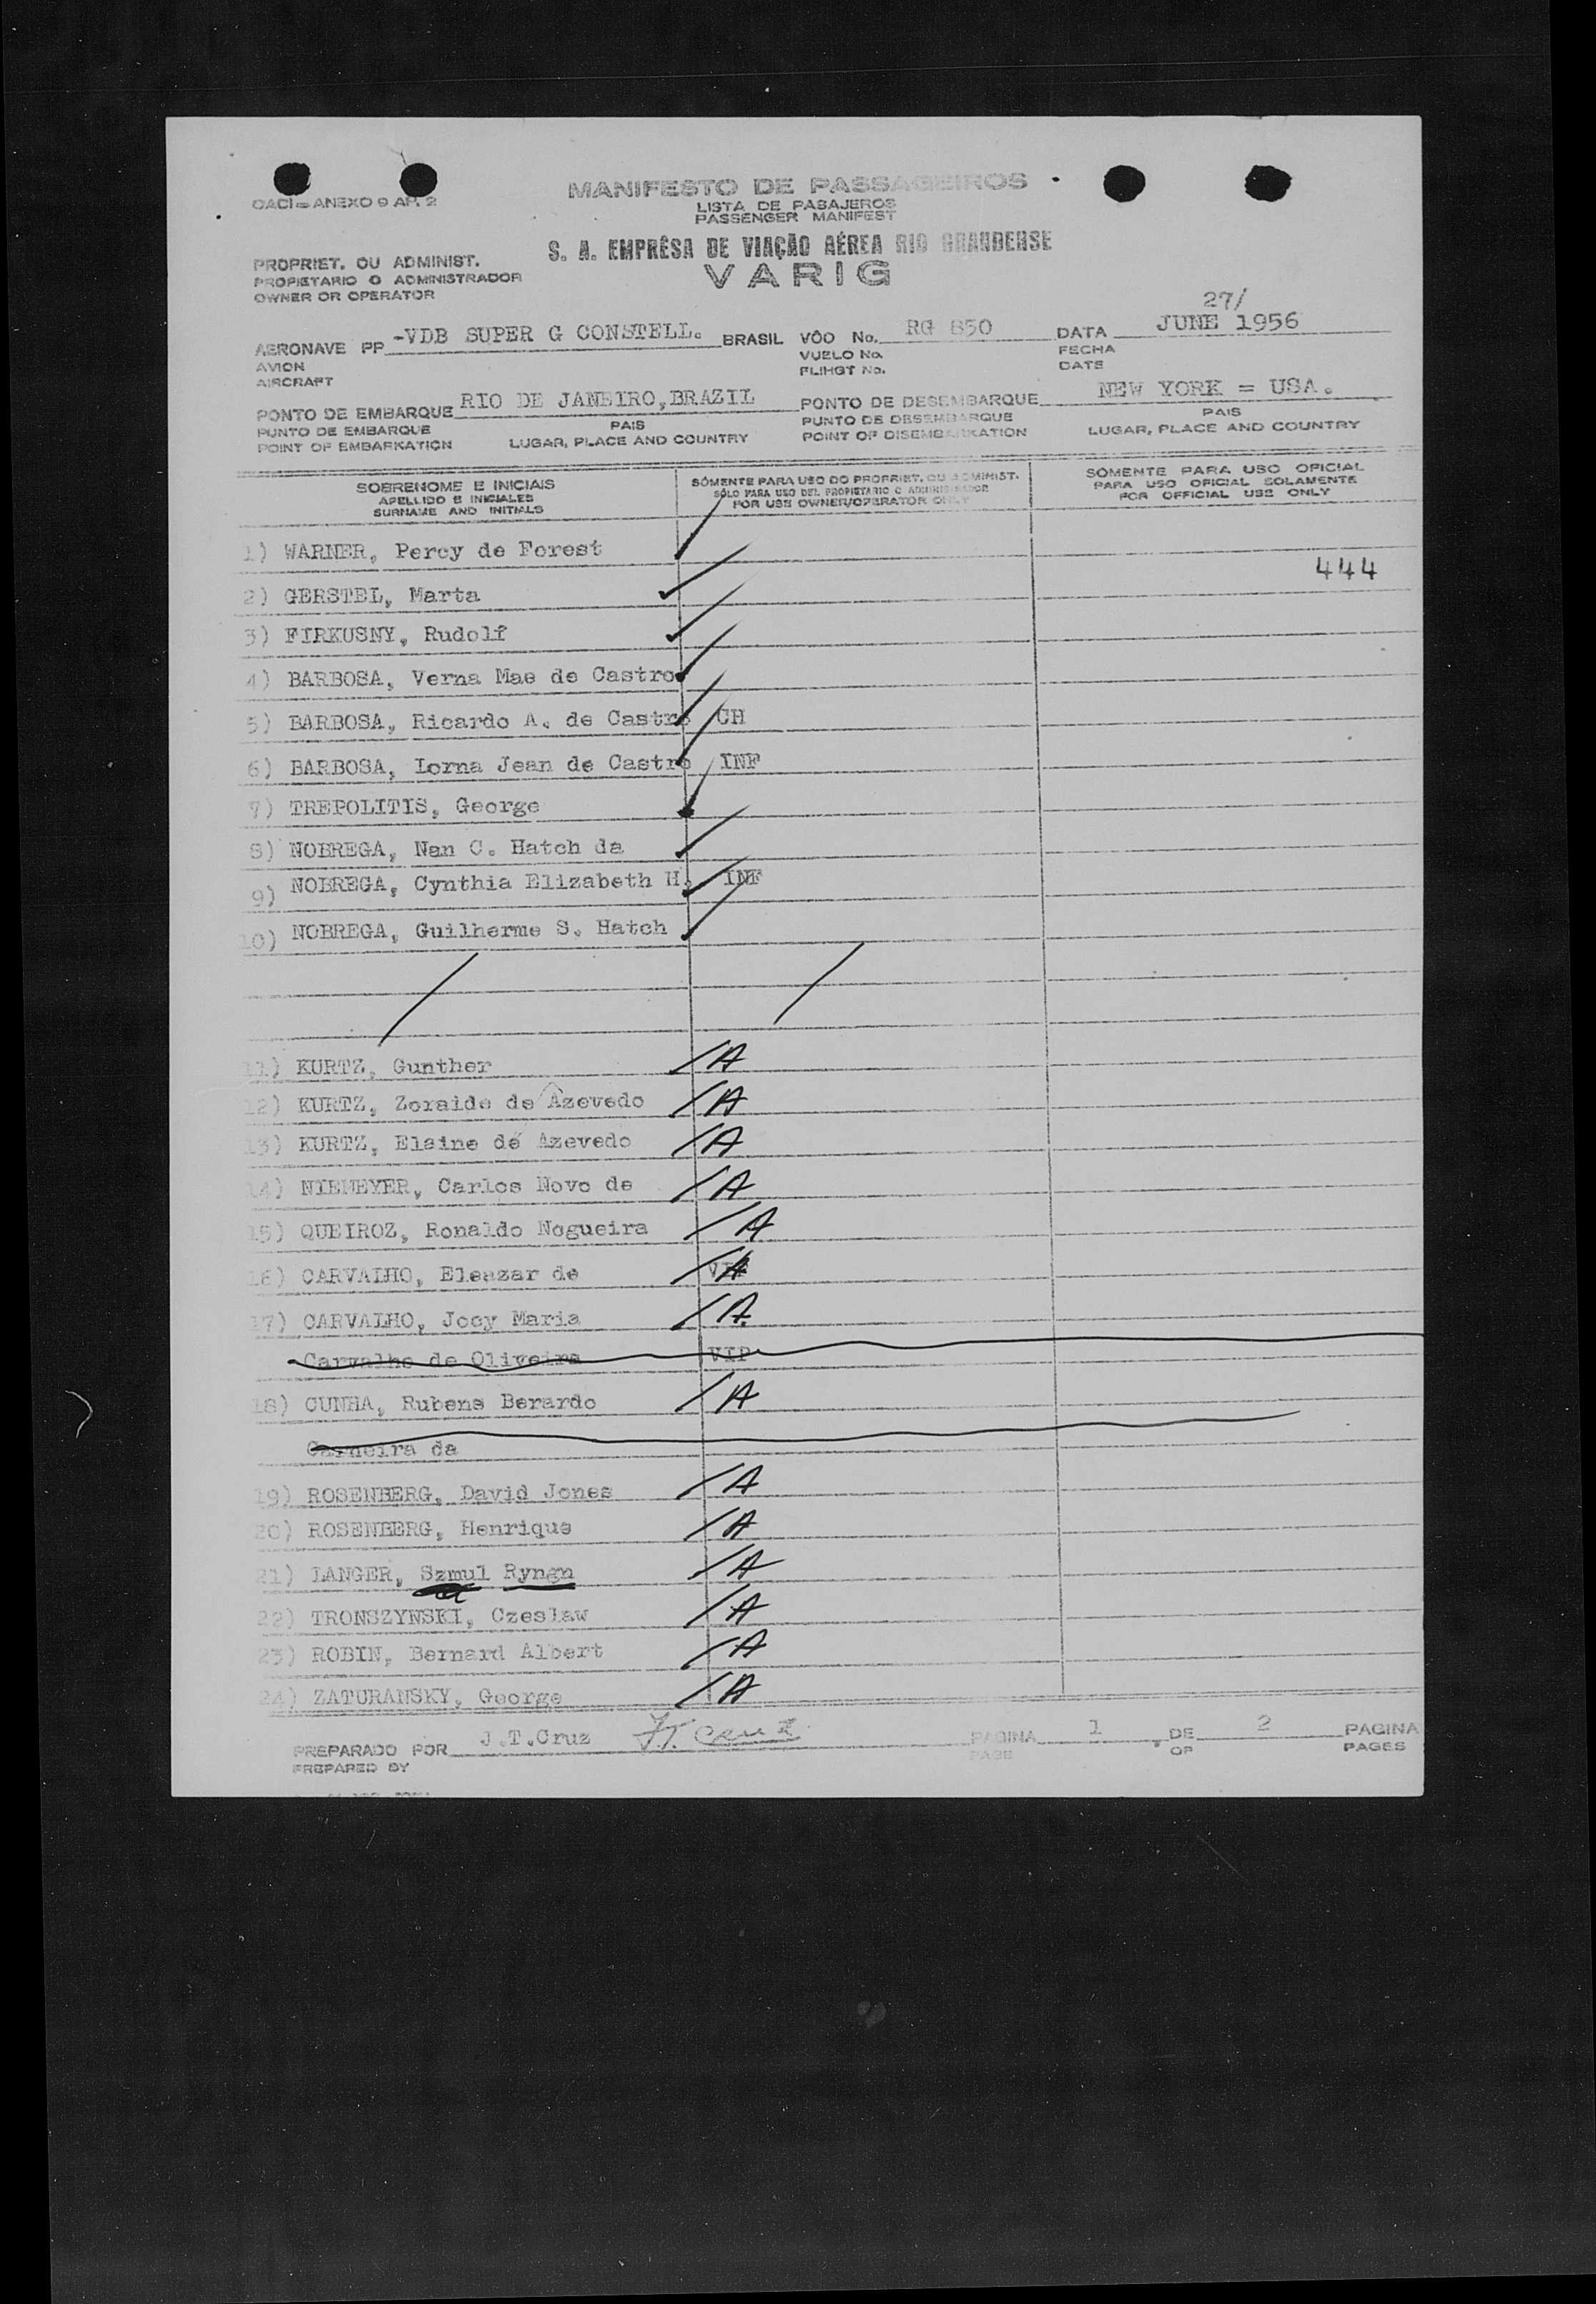 OACI = ANEXO 9 AP. 2
MANIFESTO DE PASSAGEIROS
LISTA DE PASAJEROS
PASSENGER MANIFEST
S. A. EMPRÊSA DE VIAÇÃO AÉREA RIO GRANDENSE
VARIG
PROPRIET. OU ADMINIST.
PROPIETARIO O ADMINISTRADOR
OWNER OR OPERATOR
27/
AERONAVE PP -VDB SUPER G CONSTELL. BRASIL VÔO No. RG 850 DATA JUNE 1956
AVION VUELO No. FECHA
AIRCRAFT FLIHGT No. DATE
PONTO DE EMBARQUE RIO DE JANEIRO, BRAZIL PONTO DE DESEMBARQUE NEW YORK = USA.
PUNTO DE EMBARQUE PAIS PUNTO DE DESEMBARQUE PAIS
POINT OF EMBARKATION LUGAR, PLACE AND COUNTRY POINT OF DISEMBARKATION LUGAR, PLACE AND COUNTRY
SOBRENOME E INICIAIS SÒMENTE PARA USO DO PROPRIET. OU ADMINIST. SOMENTE PARA USO OFICIAL
APELLIDO E INICIALES SÓLO PARA USO DEL PROPIETARIO O ADMINISTRADOR PARA USO OFICIAL SOLAMENTE
SURNAME AND INITIALS FOR USE OWNER/OPERATOR ONLY FOR OFFICIAL USE ONLY
1) WARNER, Percy de Forest
444
2) GERSTEL, Marta
3) FIRKUSNY, Rudolf
4) BARBOSA, Verna Mae de Castro
5) BARBOSA, Ricardo A. de Castro CH
6) BARBOSA, Lorna Jean de Castro INF
7) TREPOLITIS, George
8) NOBREGA, Nan C. Hatch da
9) NOBREGA, Cynthia Elizabeth H. INF
10) NOBREGA, Guilherme S. Hatch
11) KURTZ, Gunther / A
12) KURTZ, Zoraide de Azevedo / A
13) KURTZ, Elaine de Azevedo / A
14) NIEMEYER, Carlos Novo de / A
15) QUEIROZ, Ronaldo Nogueira / A
16) CARVALHO, Eleazar de / VIP A
17) CARVALHO, Jocy Maria / A
Carvalho de Oliveira VIP
18) CUNHA, Rubens Berardo / A
Carneira da
19) ROSENBERG, David Jones / A
20) ROSENBERG, Henrique / A
21) LANGER, Szmul Ryngn / A
22) TRONSZYNSKI, Czeslaw / A
23) ROBIN, Bernard Albert / A
24) ZATURANSKY, George / A
PREPARADO POR J.T.Cruz J.T. Cruz PAGINA 1 DE 2 PAGINA
PREPARED BY PAGE OF PAGES